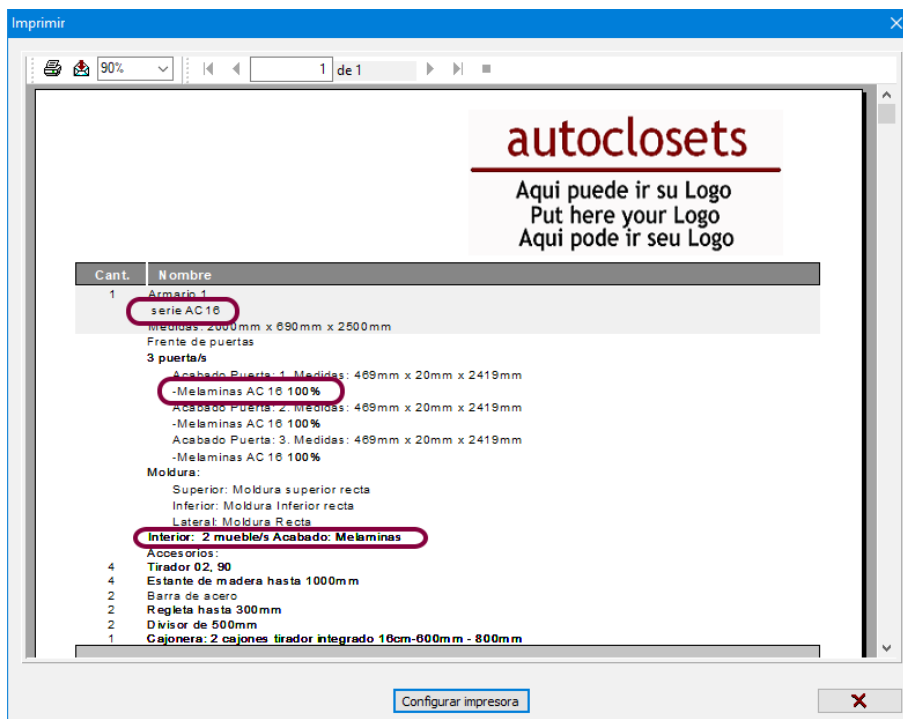 Imprimir
90%
1 de 1
autoclosets
Aqui puede ir su Logo
Put here your Logo
Aqui pode ir seu Logo
Cant. Nombre
1 Armario 1
serie AC16
Medidas: 2000mm x 690mm x 2500mm
Frente de puertas
3 puerta/s
Acabado Puerta: 1. Medidas: 469mm x 20mm x 2419mm
-Melaminas AC 16 100%
Acabado Puerta: 2. Medidas: 469mm x 20mm x 2419mm
-Melaminas AC 16 100%
Acabado Puerta: 3. Medidas: 469mm x 20mm x 2419mm
-Melaminas AC 16 100%
Moldura:
Superior: Moldura superior recta
Inferior: Moldura Inferior recta
Lateral: Moldura Recta
Interior: 2 mueble/s Acabado: Melaminas
Accesorios:
4 Tirador 02, 90
4 Estante de madera hasta 1000mm
2 Barra de acero
2 Regleta hasta 300mm
2 Divisor de 500mm
1 Cajonera: 2 cajones tirador integrado 16cm-600mm - 800mm
Configurar impresora